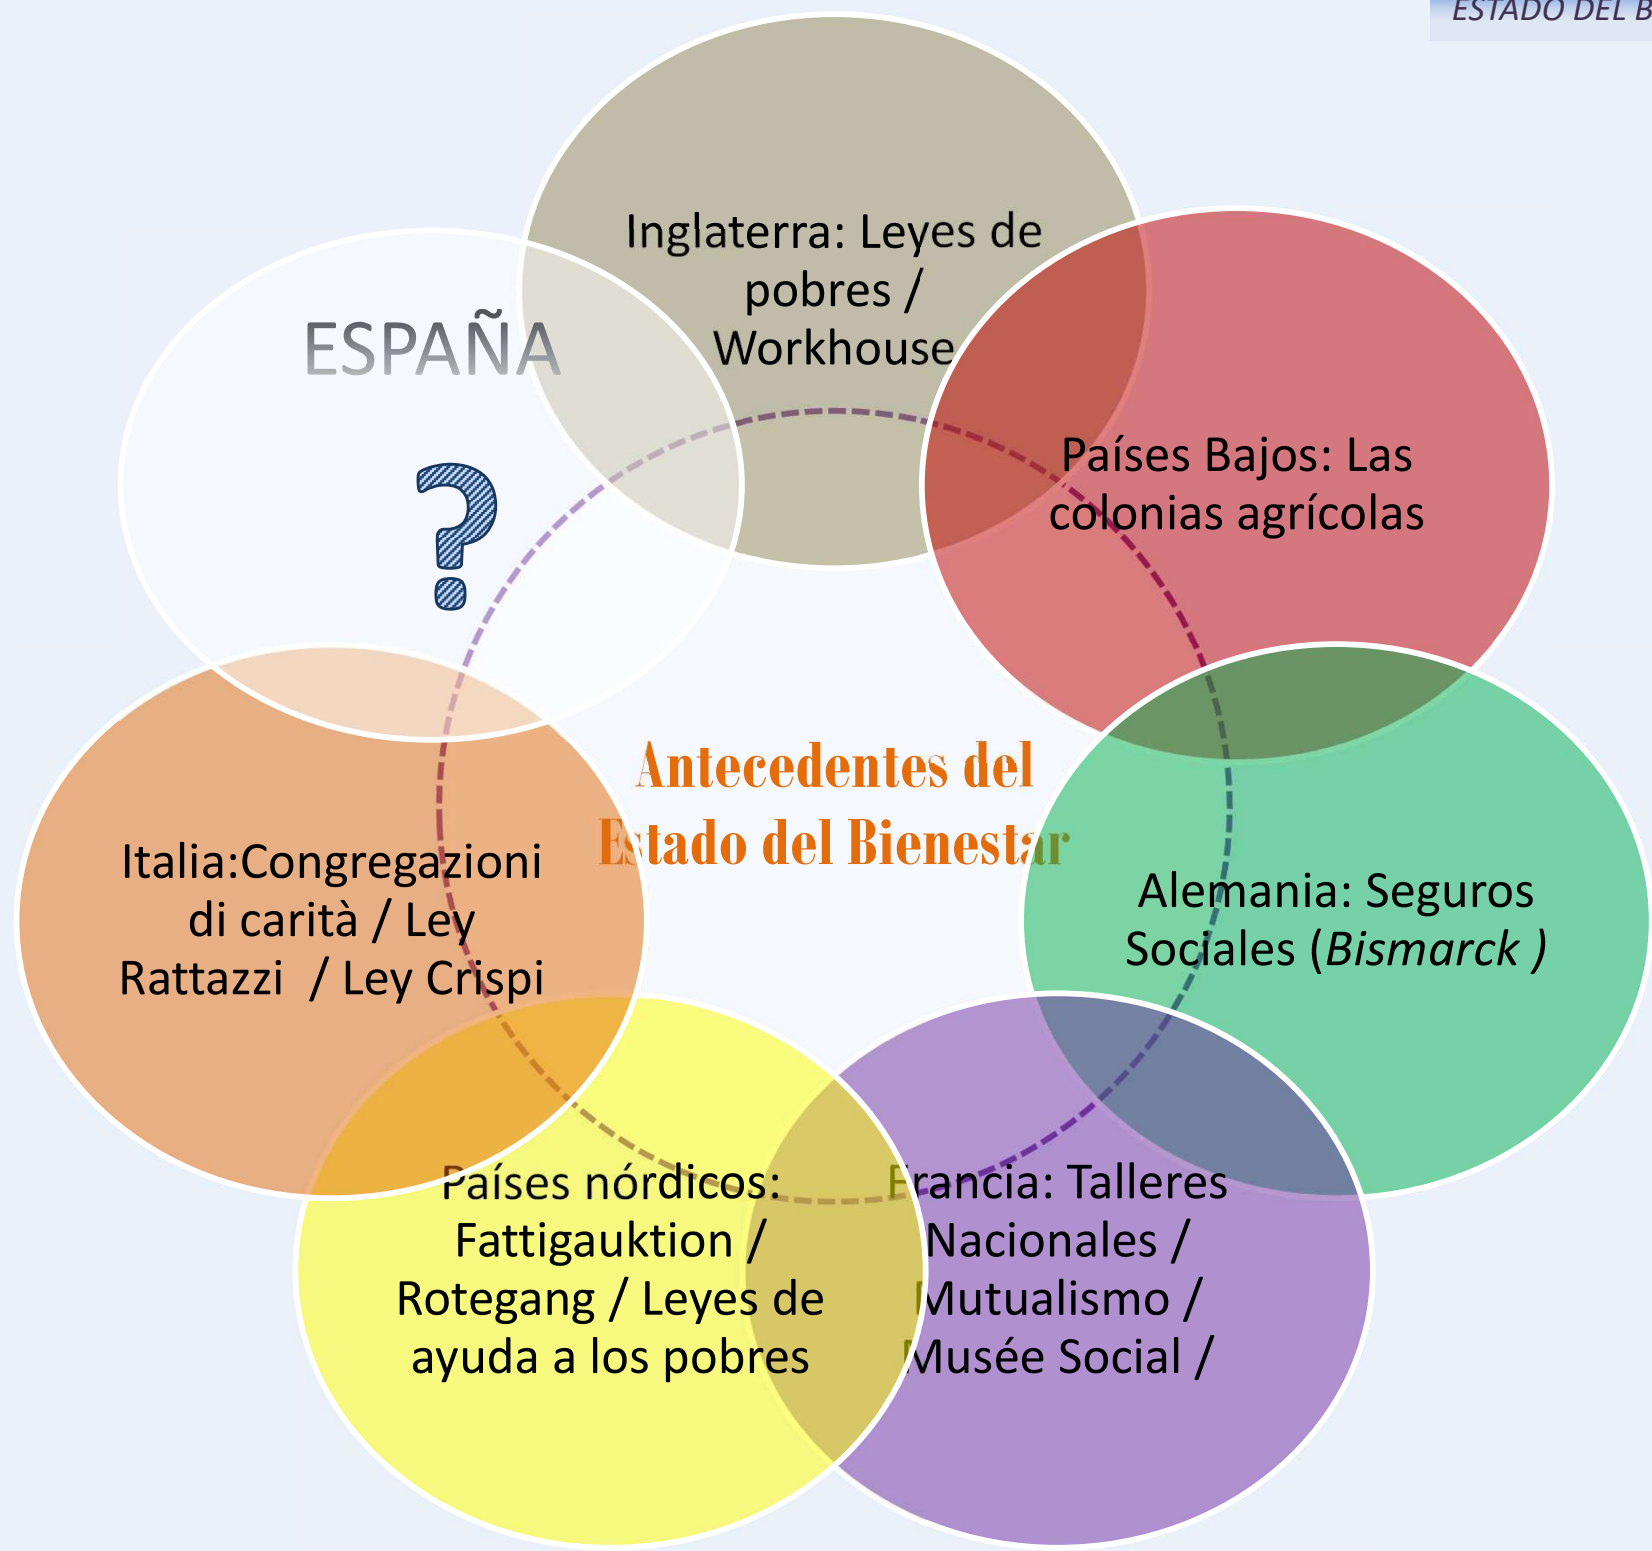 ESTADO DEL B
Inglaterra: Leyes de
pobres /
Workhouse
Países Bajos: Las
colonias agrícolas
Alemania: Seguros
Sociales (Bismarck )
Francia: Talleres
Nacionales /
Mutualismo /
Musée Social /
Países nórdicos:
Fattigauktion /
Rotegang / Leyes de
ayuda a los pobres
Italia:Congregazioni
di carità / Ley
Rattazzi / Ley Crispi
ESPAÑA
?
Antecedentes del
Estado del Bienestar